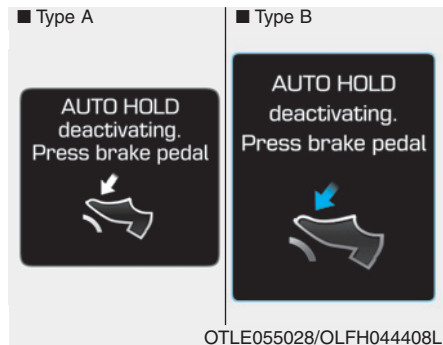 ■ Type A
AUTO HOLD
deactivating.
Press brake pedal
■ Type B
AUTO HOLD
deactivating.
Press brake pedal
OTLE055028/OLFH044408L